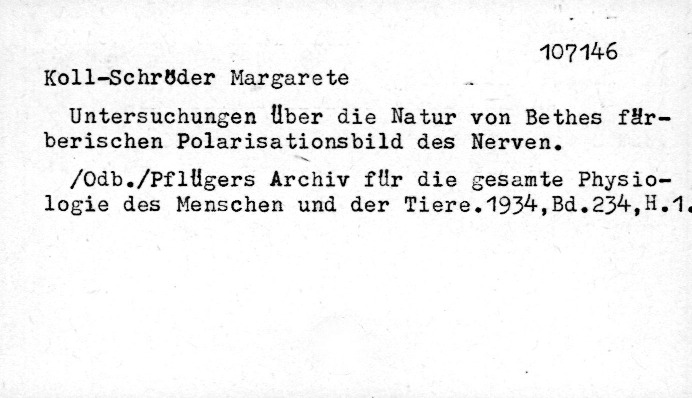 107146
Koll-Schröder Margarete
Untersuchungen Über die Natur von Bethes fär-
berischen Polarisationsbild des Nerven.
/Odb./Pflügers Archiv für die gesamte Physio-
logie des Menschen und der Tiere.1934,Bd.234,H.1.